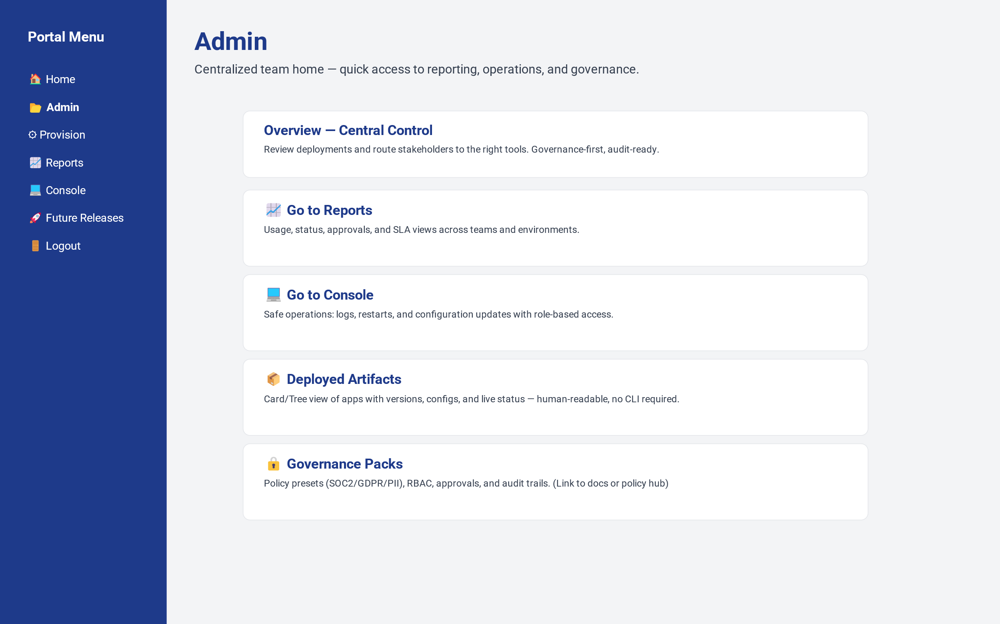 Portal Menu
🏠 Home
📂 Admin
⚙ Provision
📈 Reports
💻 Console
🚀 Future Releases
🚪 Logout
Admin
Centralized team home — quick access to reporting, operations, and governance.
Overview — Central Control
Review deployments and route stakeholders to the right tools. Governance-first, audit-ready.
📈 Go to Reports
Usage, status, approvals, and SLA views across teams and environments.
💻 Go to Console
Safe operations: logs, restarts, and configuration updates with role-based access.
📦 Deployed Artifacts
Card/Tree view of apps with versions, configs, and live status — human-readable, no CLI required.
🔒 Governance Packs
Policy presets (SOC2/GDPR/PII), RBAC, approvals, and audit trails. (Link to docs or policy hub)